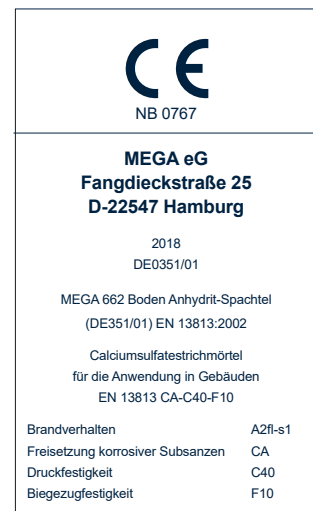 CE
NB 0767
MEGA eG
Fangdieckstraße 25
D-22547 Hamburg
2018
DE0351/01
MEGA 662 Boden Anhydrit-Spachtel
(DE351/01) EN 13813:2002
Calciumsulfatestrichmörtel
für die Anwendung in Gebäuden
EN 13813 CA-C40-F10
Brandverhalten A2fl-s1
Freisetzung korrosiver Subsanzen CA
Druckfestigkeit C40
Biegezugfestigkeit F10